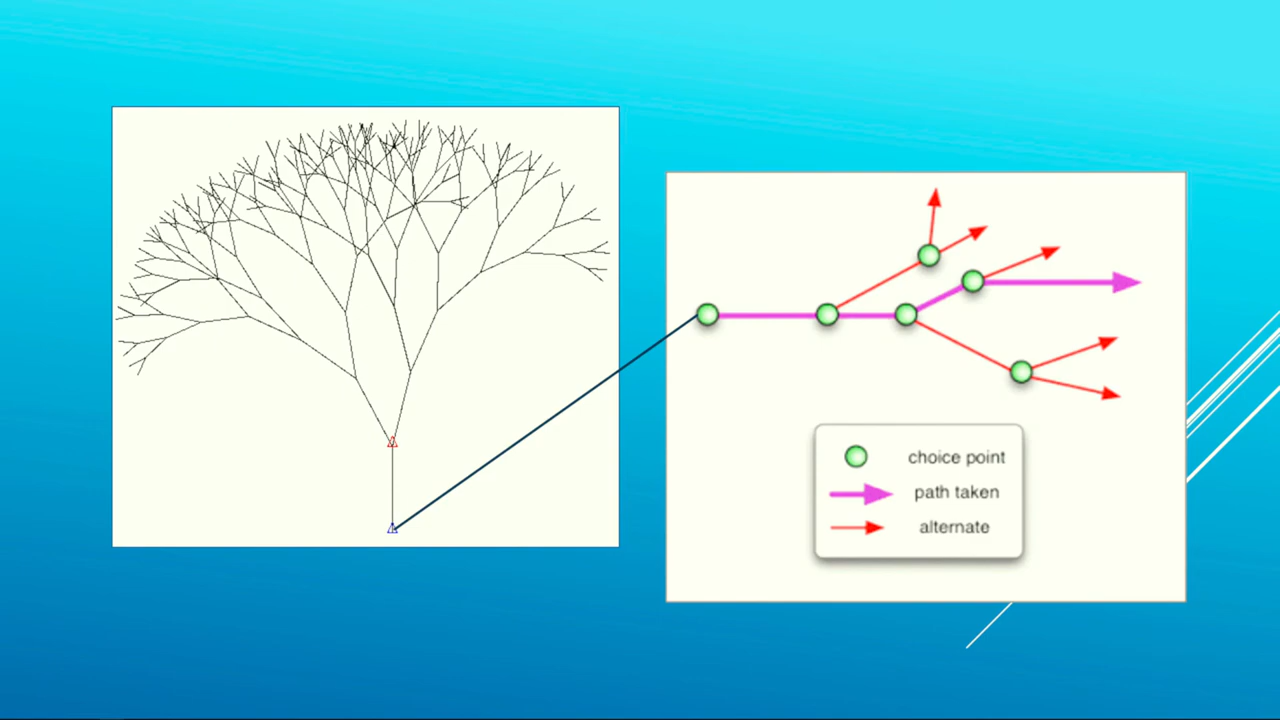 choice point
path taken
alternate